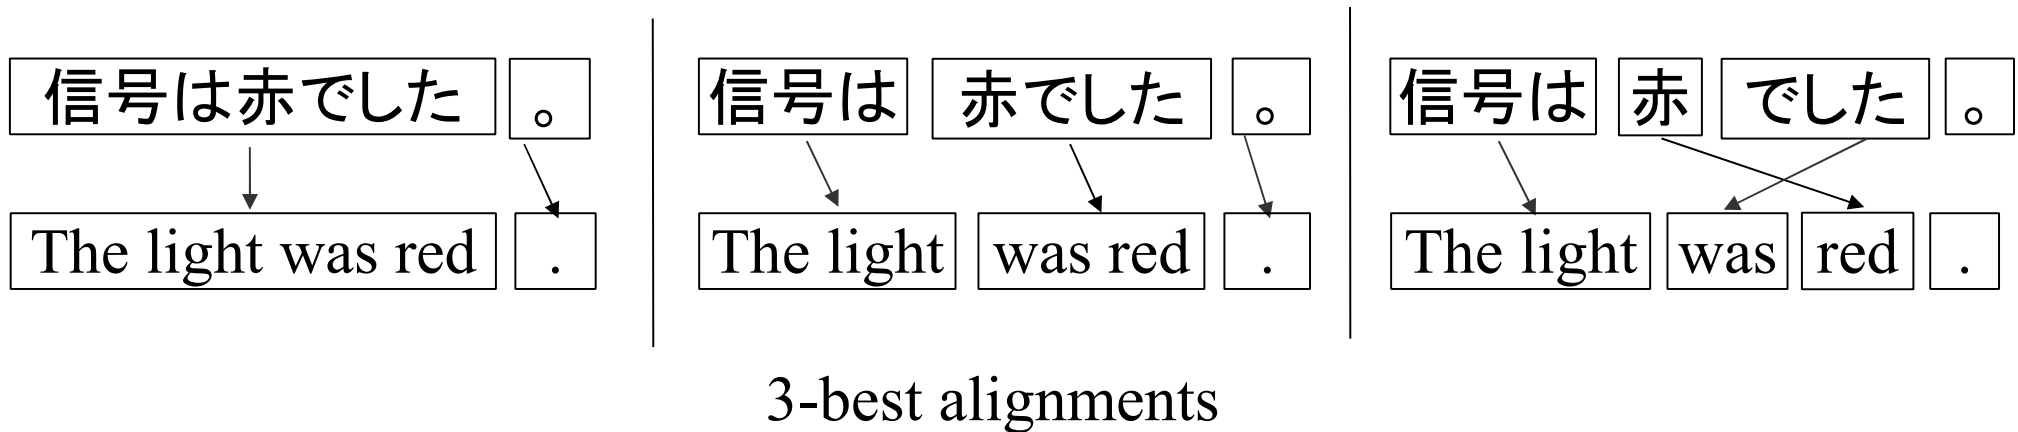 信号は赤でした 。 信号は 赤でした 。 信号は 赤 でした 。
The light was red . The light was red . The light was red .
3-best alignments